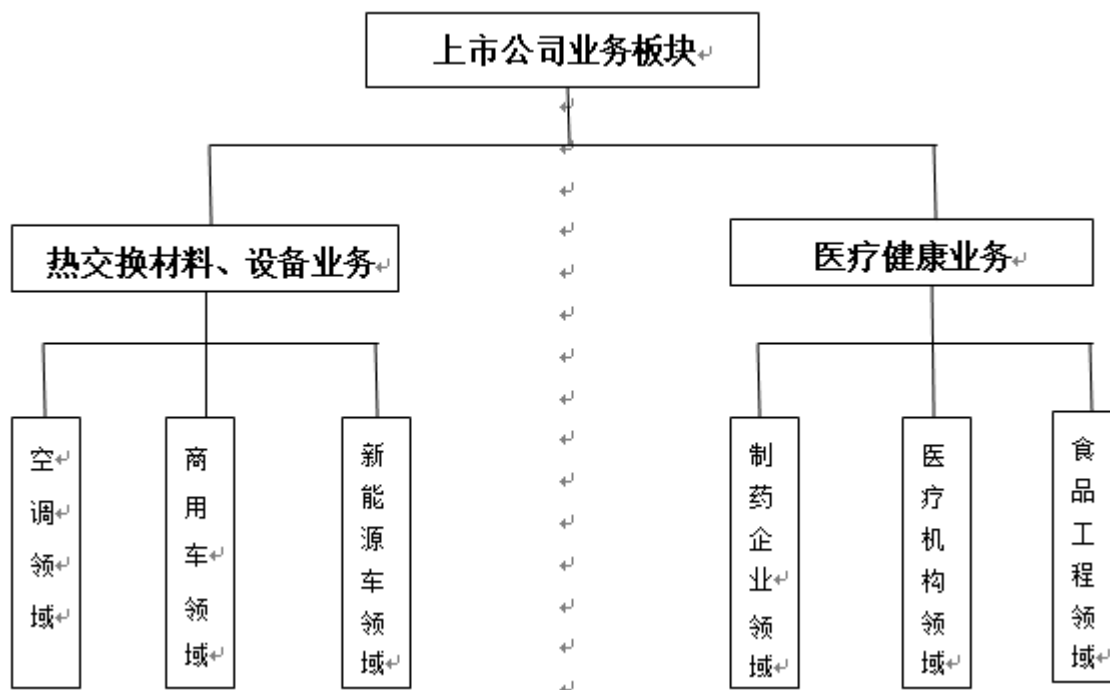 上市公司业务板块
热交换材料、设备业务
医疗健康业务
空调领域
商用车领域
新能源车领域
制药企业领域
医疗机构领域
食品工程领域